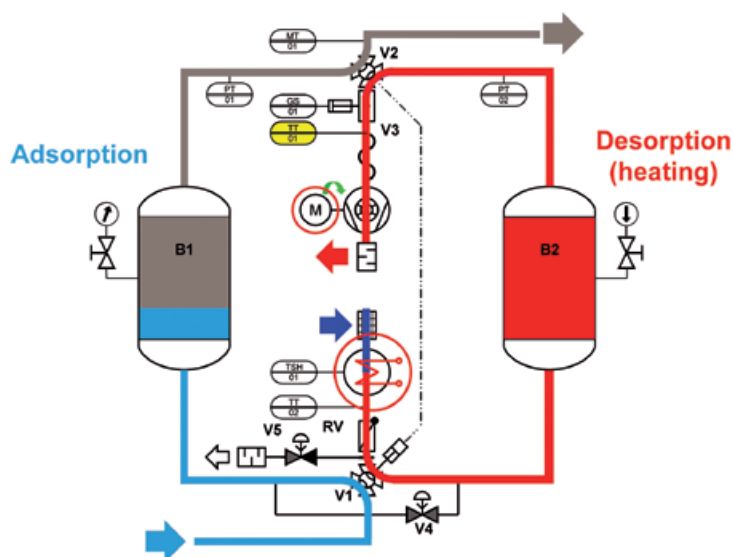 MT
01
V2
PT
01
GIS
01
PT
02
TT
01
V3
Adsorption
Desorption
(heating)
M
B1
B2
TSH
01
TT
02
V5
RV
V1
V4